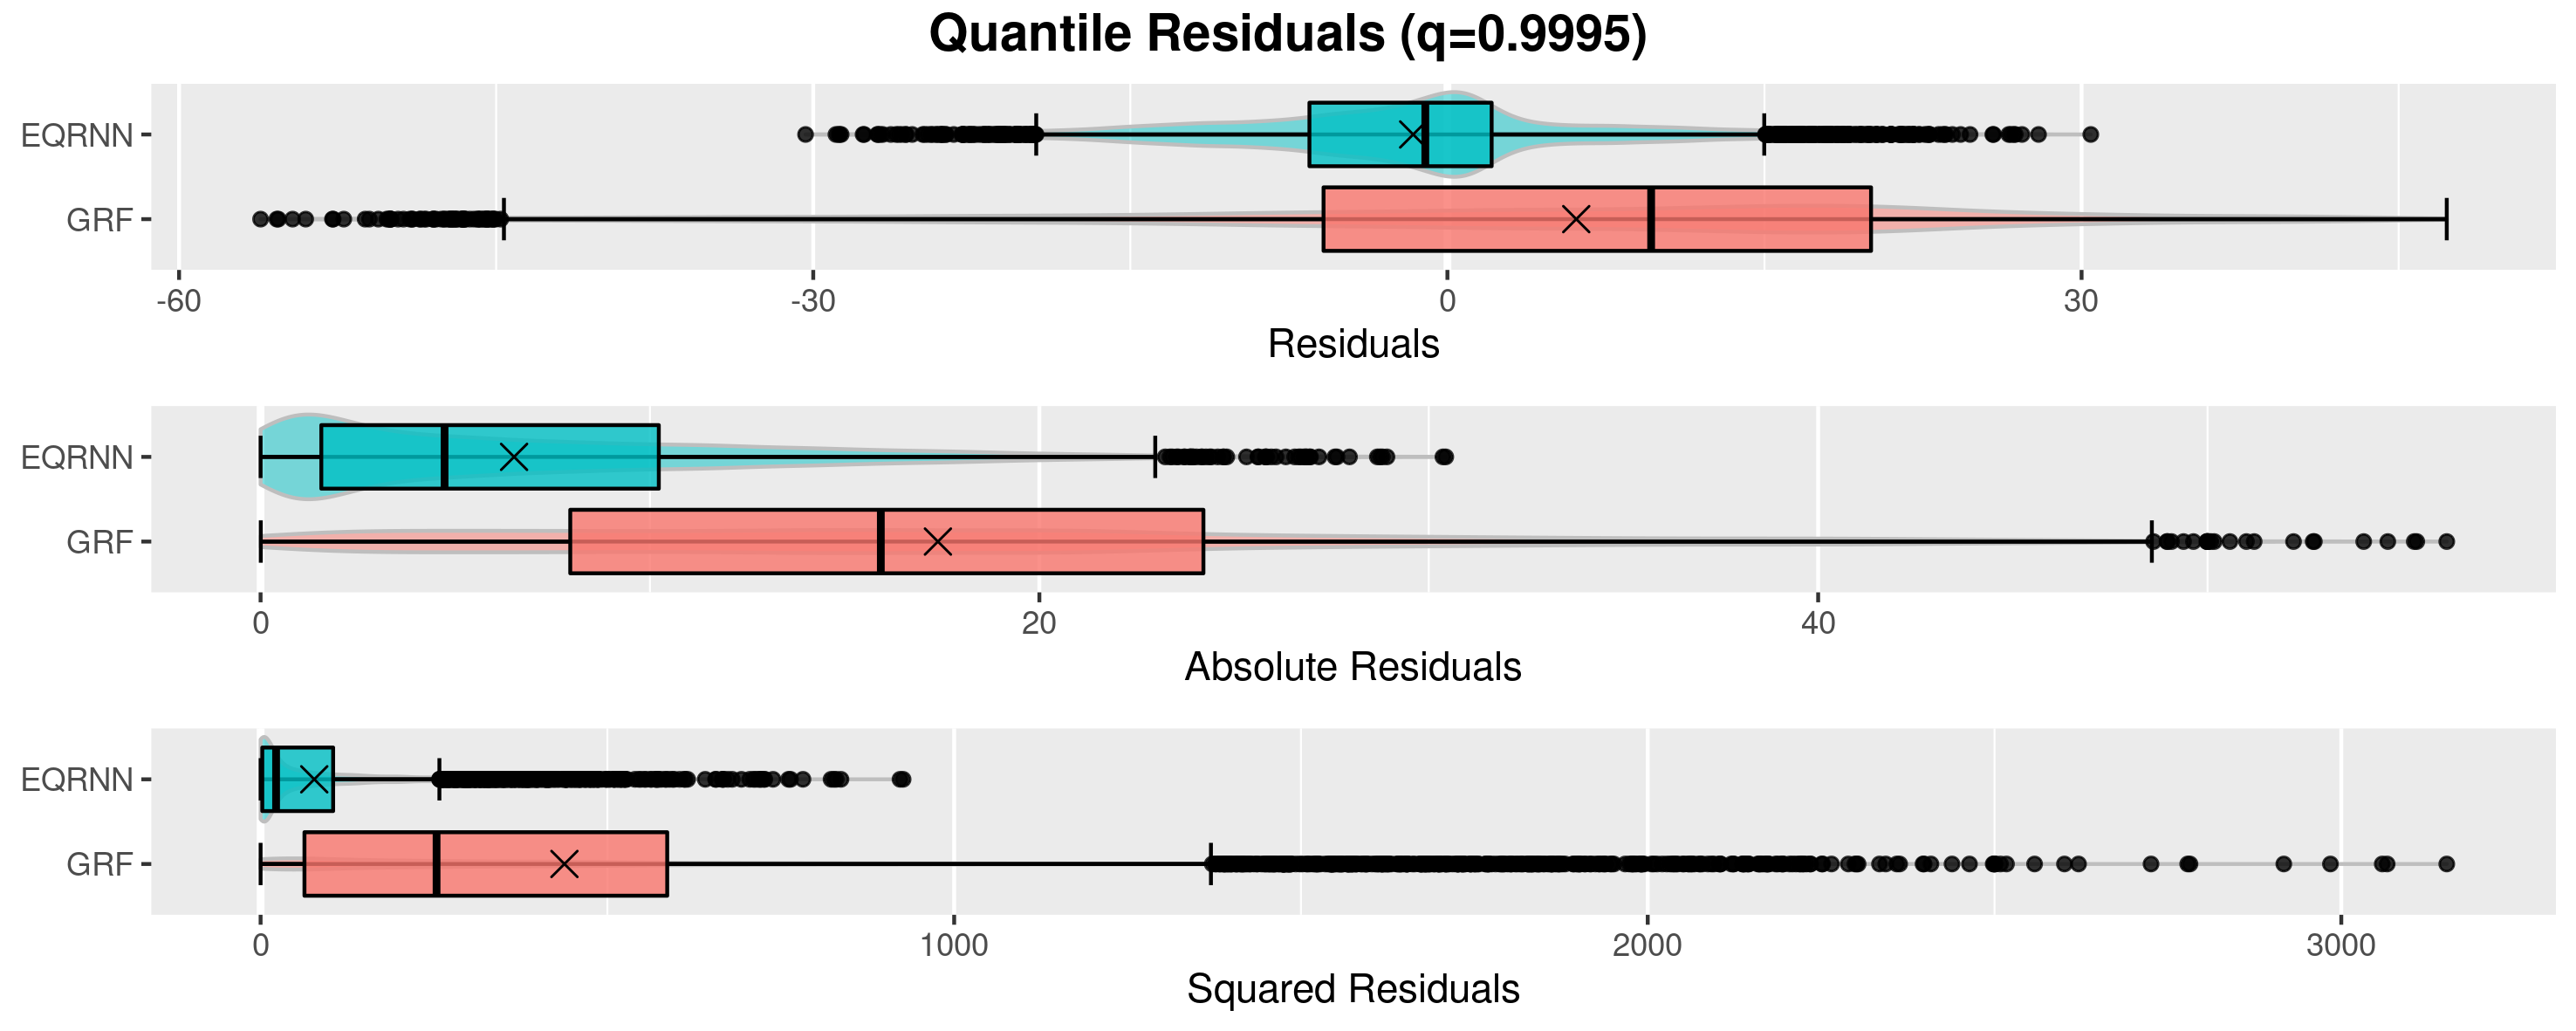 Quantile Residuals (q=0.9995)
EQRNN
GRF
-60 -30 0 30
Residuals
EQRNN
GRF
0 20 40
Absolute Residuals
EQRNN
GRF
0 1000 2000 3000
Squared Residuals